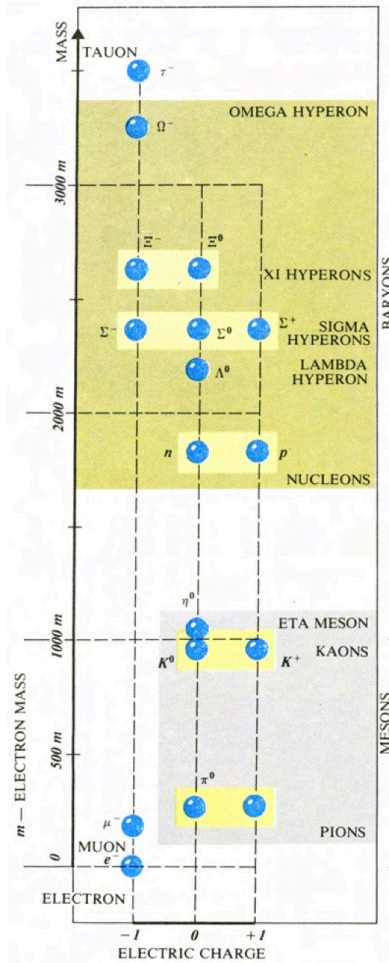 MASS
TAUON
τ⁻
OMEGA HYPERON
Ω⁻
3000 m
Ξ⁻
Ξ⁰
XI HYPERONS
Σ⁻
Σ⁰
Σ⁺
SIGMA
HYPERONS
LAMBDA
HYPERON
Λ⁰
2000 m
n
p
NUCLEONS
BARYONS
η⁰
ETA MESON
1000 m
KAONS
K⁰
K⁺
m — ELECTRON MASS
500 m
π⁰
MESONS
μ⁻
MUON
PIONS
e⁻
0
ELECTRON
-1
0
+1
ELECTRIC CHARGE